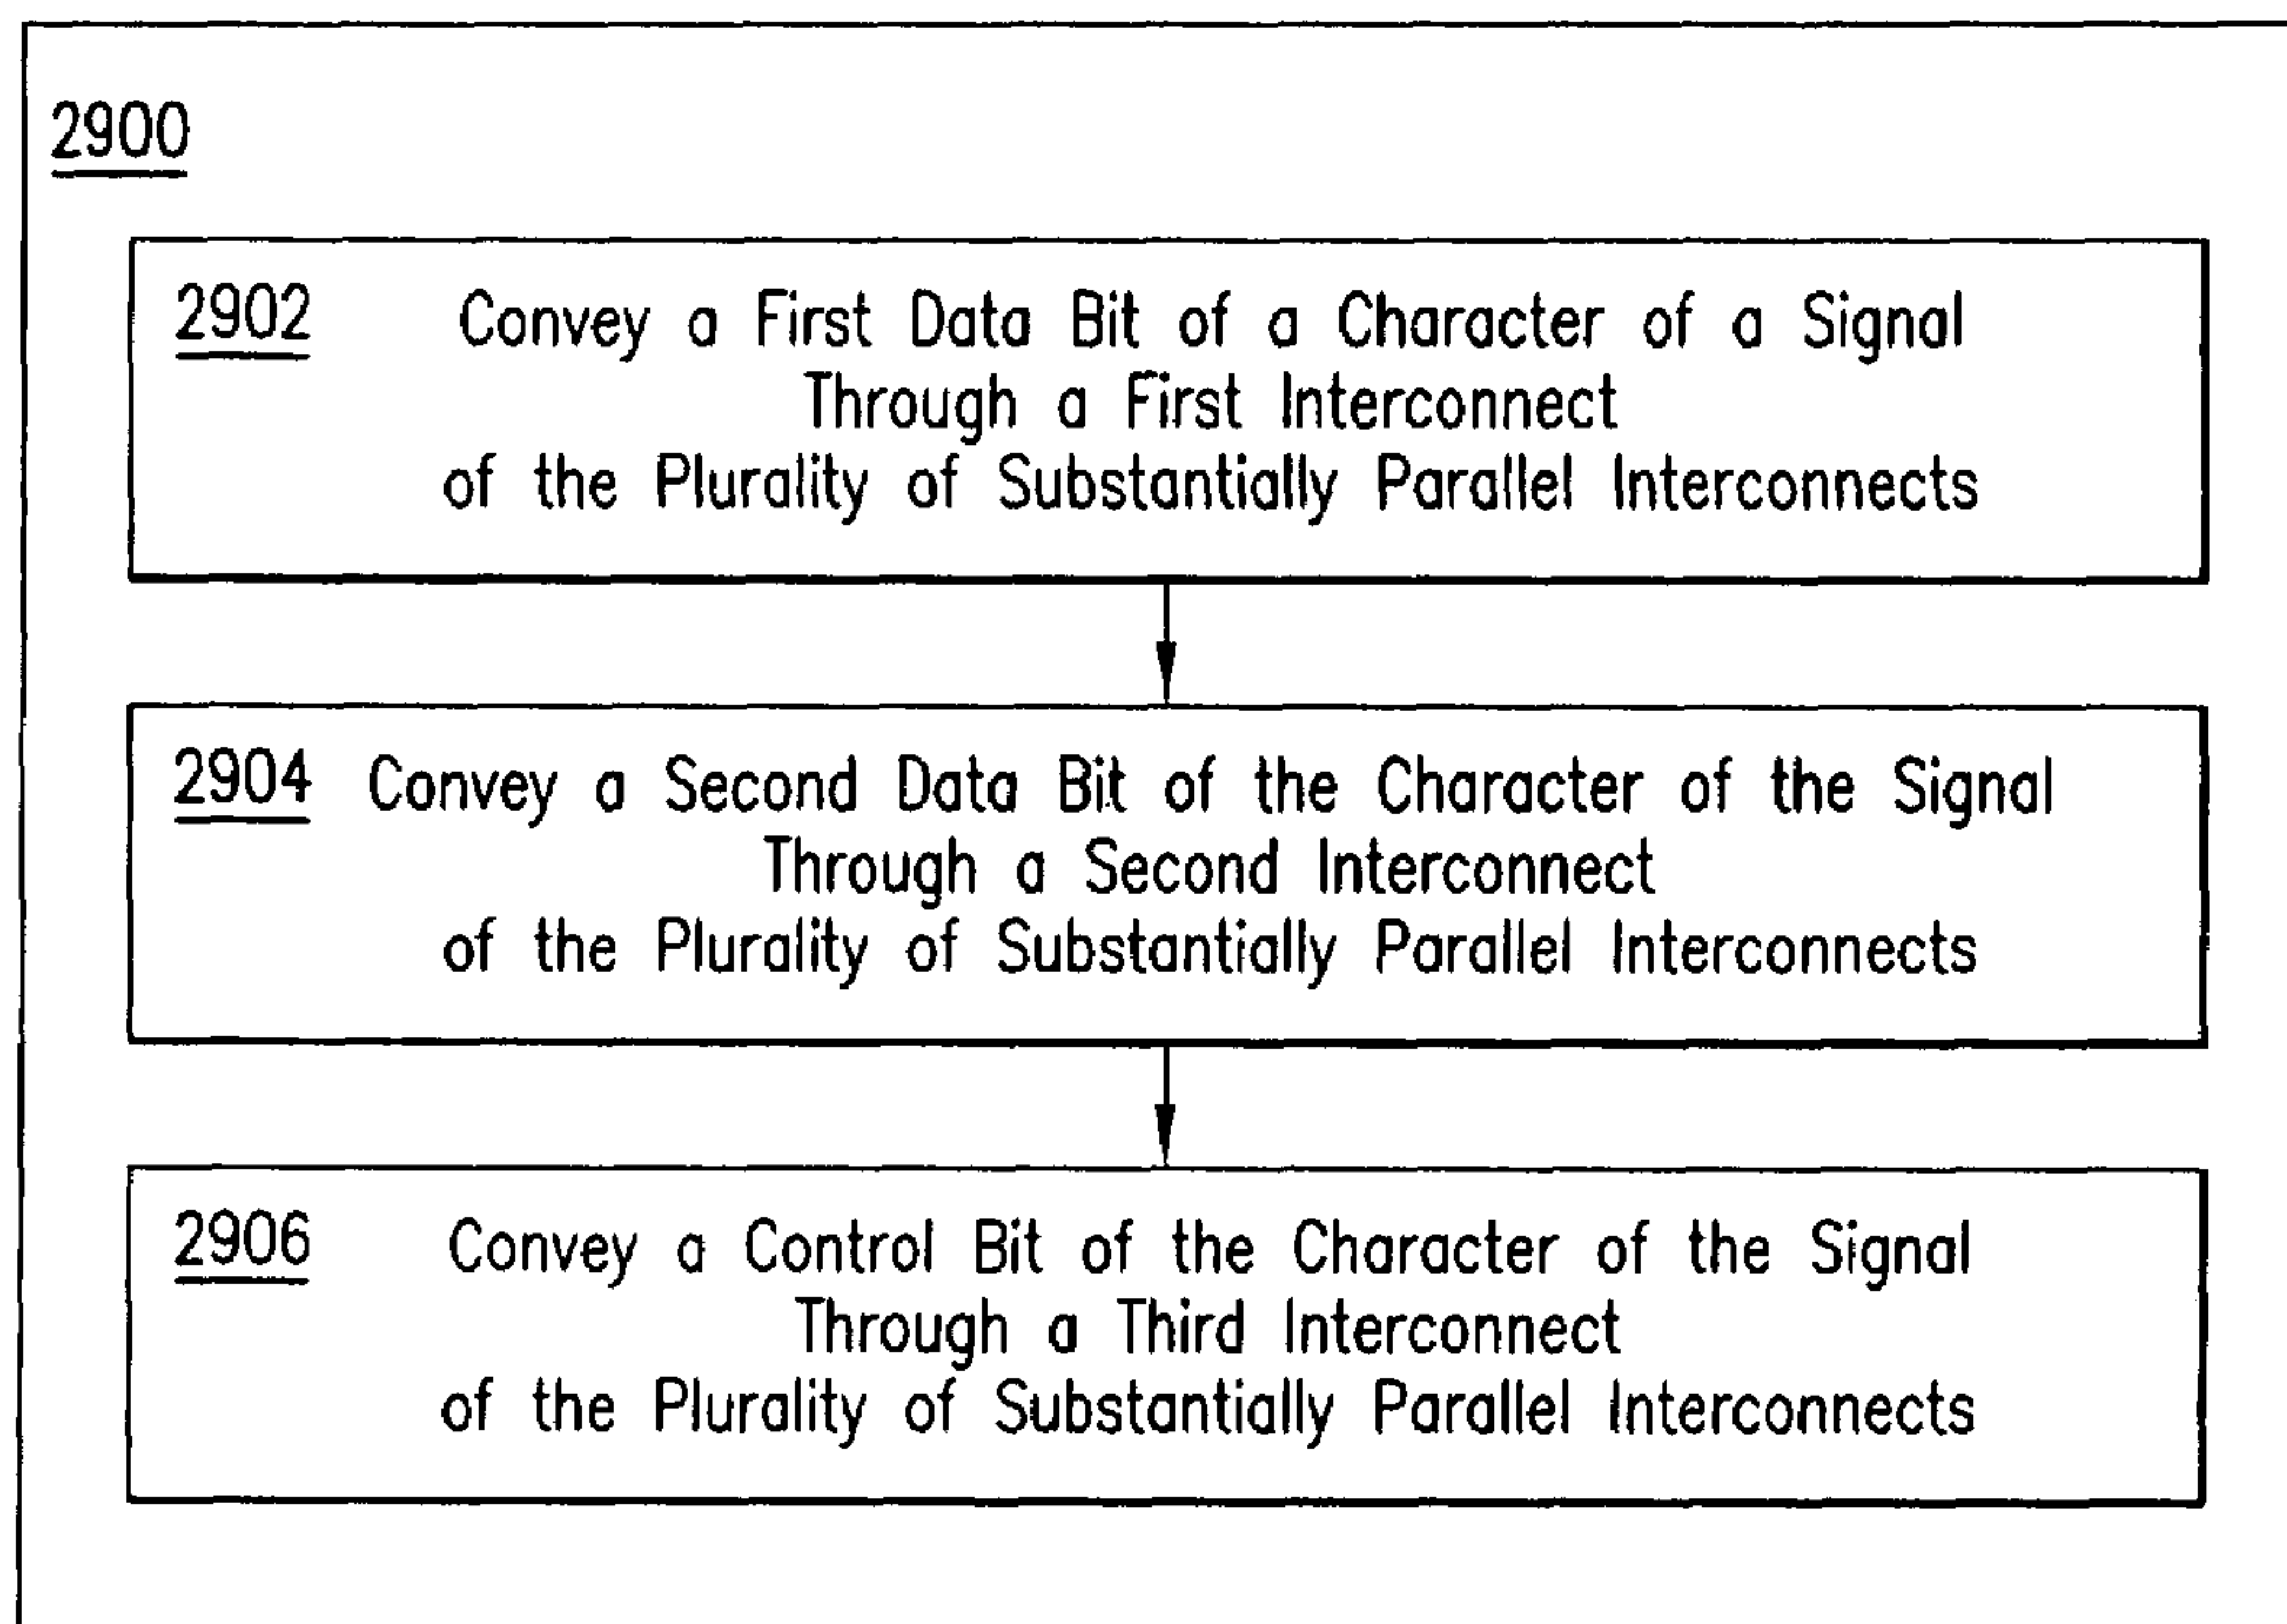 2900
2902 Convey a First Data Bit of a Character of a Signal
Through a First Interconnect
of the Plurality of Substantially Parallel Interconnects
2904 Convey a Second Data Bit of the Character of the Signal
Through a Second Interconnect
of the Plurality of Substantially Parallel Interconnects
2906 Convey a Control Bit of the Character of the Signal
Through a Third Interconnect
of the Plurality of Substantially Parallel Interconnects